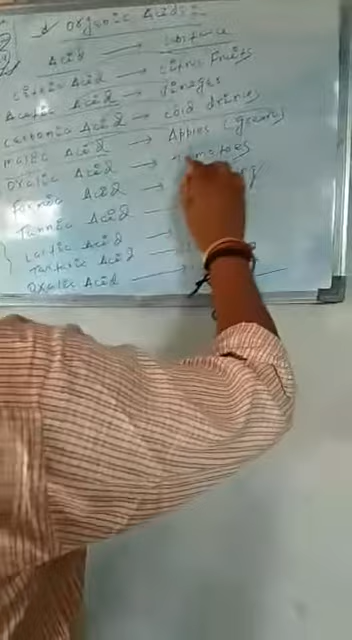 Organic Acids
Acid → Substance
Citric Acid → Citrus Fruits
Acetic Acid → Vinegar
Carbonic Acid → Cold drinks
Malic Acid → Apples (green)
Oxalic Acid → Tomatoes
Formic Acid →
Tannic Acid
Lactic Acid →
Tartaric Acid
Oxalic Acid →